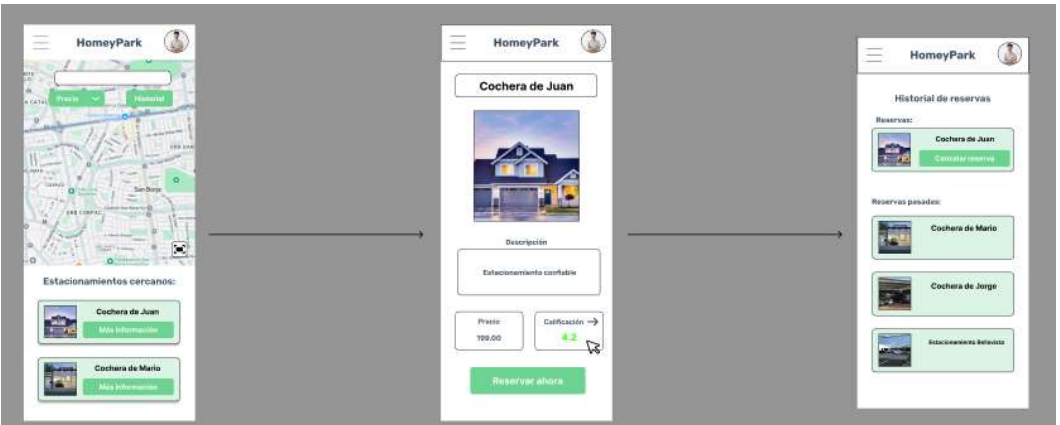 HomeyPark
Precio
Historial
San Borja
Estacionamientos cercanos:
Cochera de Juan
Más información
Cochera de Mario
Más información
HomeyPark
Cochera de Juan
Descripción
Estacionamiento confiable
Precio
199.00
Calificación
4.2
Reservar ahora
HomeyPark
Historial de reservas
Reservas:
Cochera de Juan
Cancelar reserva
Reservas pasadas:
Cochera de Mario
Cochera de Jorge
Estacionamiento Bellavista